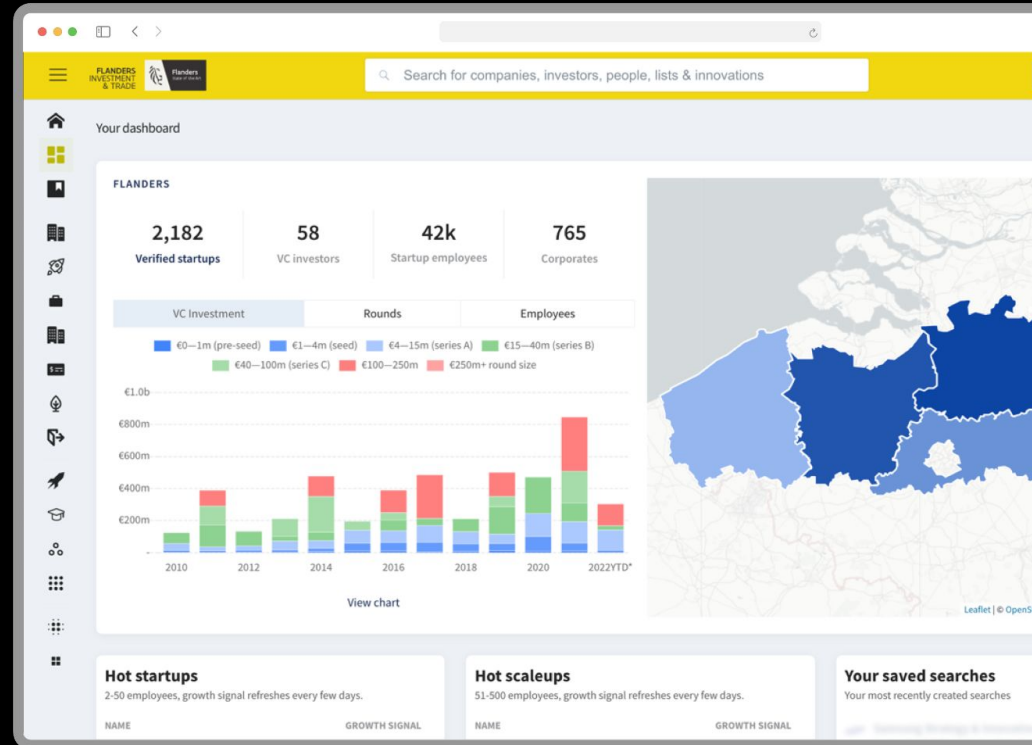 FLANDERS
INVESTMENT
& TRADE
Flanders
Search for companies, investors, people, lists & innovations
Your dashboard
FLANDERS
2,182
58
42k
765
Verified startups
VC investors
Startup employees
Corporates
VC Investment
Rounds
Employees
€0—1m (pre-seed) €1—4m (seed) €4—15m (series A) €15—40m (series B)
€40—100m (series C) €100—250m €250m+ round size
€1.0b
€800m
€600m
€400m
€200m
-
2010 2012 2014 2016 2018 2020 2022YTD*
View chart
Leaflet | © OpenS
Hot startups
2-50 employees, growth signal refreshes every few days.
NAME GROWTH SIGNAL
Hot scaleups
51-500 employees, growth signal refreshes every few days.
NAME GROWTH SIGNAL
Your saved searches
Your most recently created searches